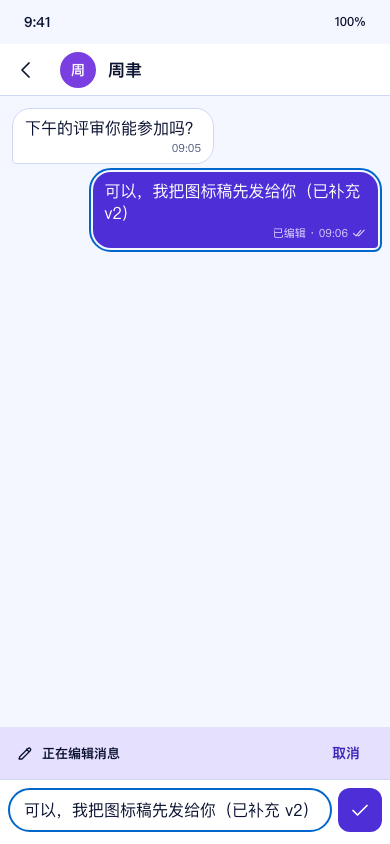 9:41
100%
周
周聿
下午的评审你能参加吗？
09:05
可以，我把图标稿先发给你（已补充
v2）
已编辑 · 09:06
正在编辑消息
取消
可以，我把图标稿先发给你（已补充 v2）